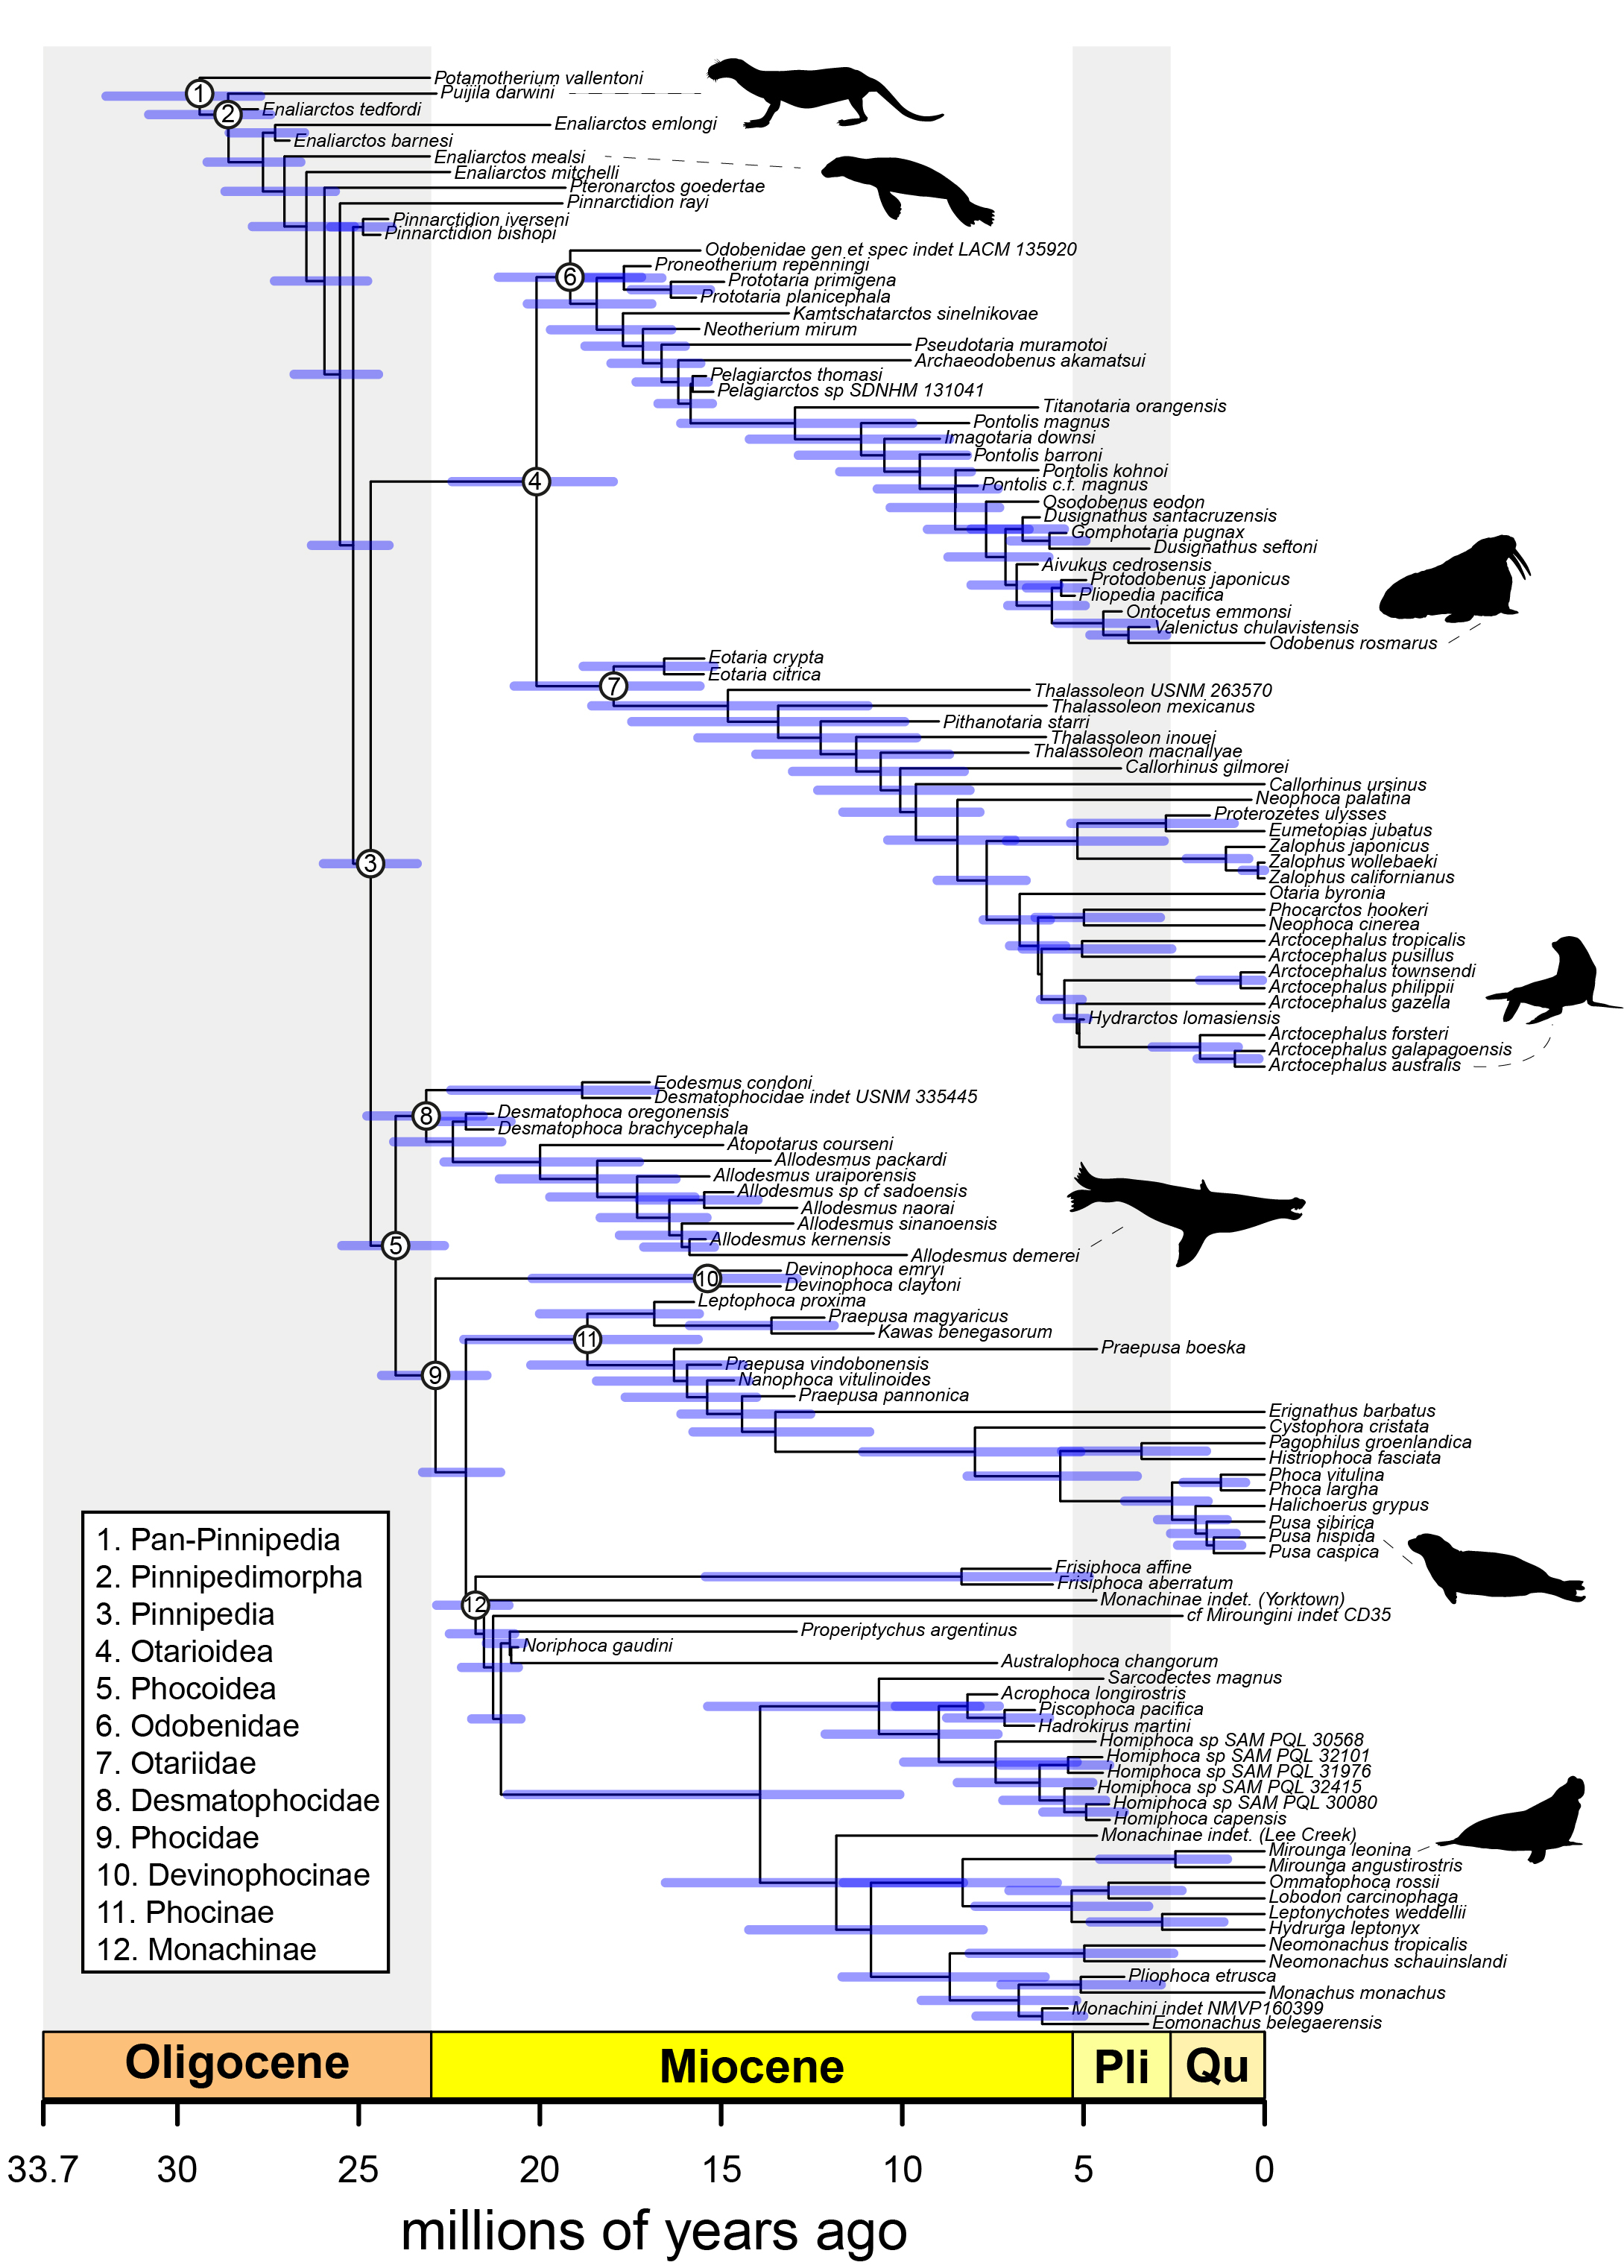 Potamotherium vallentoni
Puijila darwini
Enaliarctos tedfordi
Enaliarctos emlongi
Enaliarctos barnesi
Enaliarctos mealsi
Enaliarctos mitchelli
Pteronarctos goedertae
Pinnarctidion rayi
Pinnarctidion iverseni
Pinnarctidion bishopi
Odobenidae gen et spec indet LACM 135920
Proneotherium repenningi
Prototaria primigena
Prototaria planicephala
Kamtschatarctos sinelnikovae
Neotherium mirum
Pseudotaria muramotoi
Archaeodobenus akamatsui
Pelagiarctos thomasi
Pelagiarctos sp SDNHM 131041
Titanotaria orangensis
Pontolis magnus
Imagotaria downsi
Pontolis barroni
Pontolis kohnoi
Pontolis c.f. magnus
Osodobenus eodon
Dusignathus santacruzensis
Gomphotaria pugnax
Dusignathus seftoni
Aivukus cedrosensis
Protodobenus japonicus
Pliopedia pacifica
Ontocetus emmonsi
Valenictus chulavistensis
Odobenus rosmarus
Eotaria crypta
Eotaria citrica
Thalassoleon USNM 263570
Thalassoleon mexicanus
Pithanotaria starri
Thalassoleon inouei
Thalassoleon macnallyae
Callorhinus gilmorei
Callorhinus ursinus
Neophoca palatina
Proterozetes ulysses
Eumetopias jubatus
Zalophus japonicus
Zalophus wollebaeki
Zalophus californianus
Otaria byronia
Phocarctos hookeri
Neophoca cinerea
Arctocephalus tropicalis
Arctocephalus pusillus
Arctocephalus townsendi
Arctocephalus philippii
Arctocephalus gazella
Hydrarctos lomasiensis
Arctocephalus forsteri
Arctocephalus galapagoensis
Arctocephalus australis
Eodesmus condoni
Desmatophocidae indet USNM 335445
Desmatophoca oregonensis
Desmatophoca brachycephala
Atopotarus courseni
Allodesmus packardi
Allodesmus uraiporensis
Allodesmus sp cf sadoensis
Allodesmus naorai
Allodesmus sinanoensis
Allodesmus kernensis
Allodesmus demerei
Devinophoca emryi
Devinophoca claytoni
Leptophoca proxima
Praepusa magyaricus
Kawas benegasorum
Praepusa boeska
Praepusa vindobonensis
Nanophoca vitulinoides
Praepusa pannonica
Erignathus barbatus
Cystophora cristata
Pagophilus groenlandica
Histriophoca fasciata
Phoca vitulina
Phoca largha
Halichoerus grypus
Pusa sibirica
Pusa hispida
Pusa caspica
Frisiphoca affine
Frisiphoca aberratum
Monachinae indet. (Yorktown)
cf Miroungini indet CD35
Properiptychus argentinus
Noriphoca gaudini
Australophoca changorum
Sarcodectes magnus
Acrophoca longirostris
Piscophoca pacifica
Hadrokirus martini
Homiphoca sp SAM PQL 30568
Homiphoca sp SAM PQL 32101
Homiphoca sp SAM PQL 31976
Homiphoca sp SAM PQL 32415
Homiphoca sp SAM PQL 30080
Homiphoca capensis
Monachinae indet. (Lee Creek)
Mirounga leonina
Mirounga angustirostris
Ommatophoca rossii
Lobodon carcinophaga
Leptonychotes weddellii
Hydrurga leptonyx
Neomonachus tropicalis
Neomonachus schauinslandi
Pliophoca etrusca
Monachus monachus
Monachini indet NMVP160399
Eomonachus belegaerensis
1
2
3
4
5
6
7
8
9
10
11
12
1. Pan-Pinnipedia
2. Pinnipedimorpha
3. Pinnipedia
4. Otarioidea
5. Phocoidea
6. Odobenidae
7. Otariidae
8. Desmatophocidae
9. Phocidae
10. Devinophocinae
11. Phocinae
12. Monachinae
Oligocene Miocene Pli Qu
33.7 30 25 20 15 10 5 0
millions of years ago